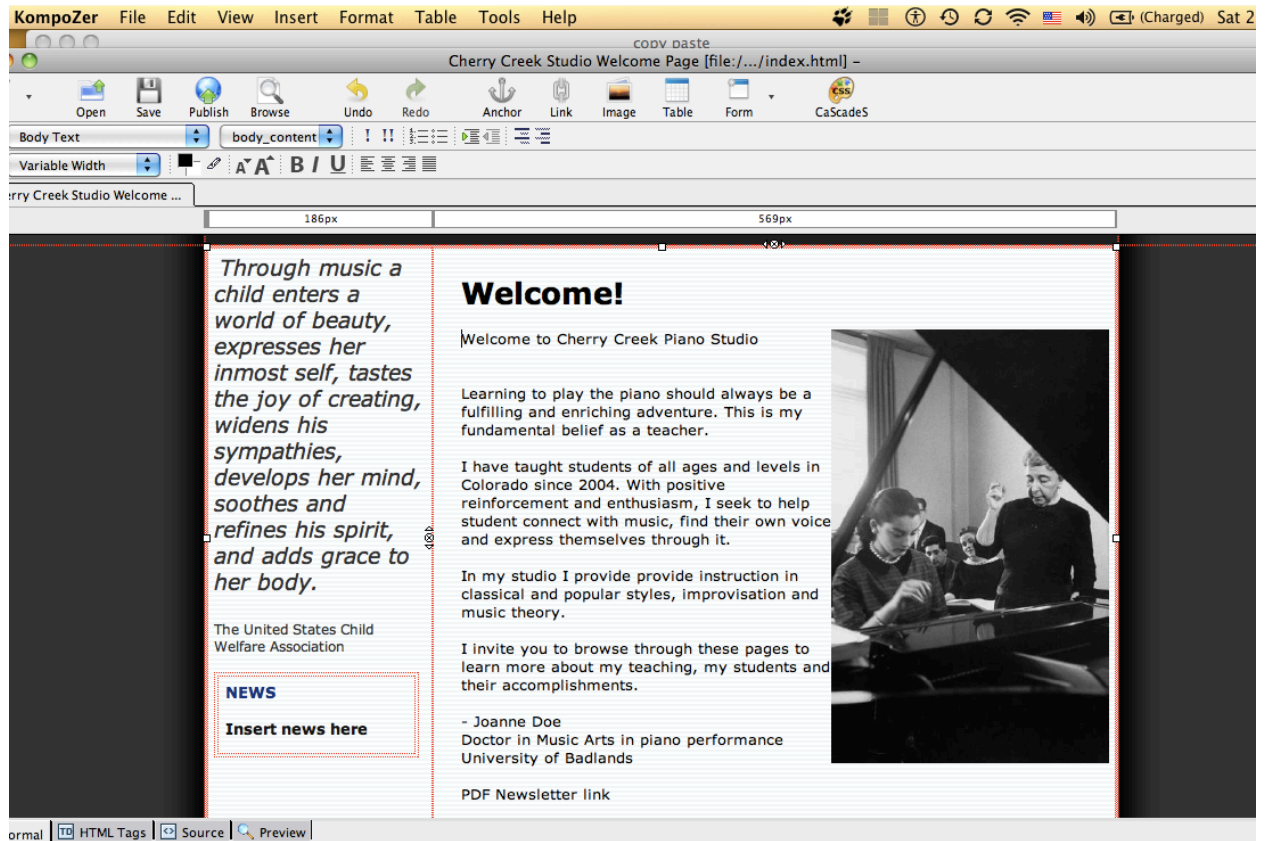 KompoZer File Edit View Insert Format Table Tools Help (Charged) Sat 2
copy paste
Cherry Creek Studio Welcome Page [file:/.../index.html] –
Open Save Publish Browse Undo Redo Anchor Link Image Table Form CaScadeS
Body Text body_content ! !!
Variable Width A A B I U
erry Creek Studio Welcome ...
186px 569px
Through music a
child enters a
world of beauty,
expresses her
inmost self, tastes
the joy of creating,
widens his
sympathies,
develops her mind,
soothes and
refines his spirit,
and adds grace to
her body.
The United States Child
Welfare Association
NEWS
Insert news here
Welcome!
Welcome to Cherry Creek Piano Studio
Learning to play the piano should always be a
fulfilling and enriching adventure. This is my
fundamental belief as a teacher.
I have taught students of all ages and levels in
Colorado since 2004. With positive
reinforcement and enthusiasm, I seek to help
student connect with music, find their own voice
and express themselves through it.
In my studio I provide provide instruction in
classical and popular styles, improvisation and
music theory.
I invite you to browse through these pages to
learn more about my teaching, my students and
their accomplishments.
- Joanne Doe
Doctor in Music Arts in piano performance
University of Badlands
PDF Newsletter link
ormal TD HTML Tags Source Preview